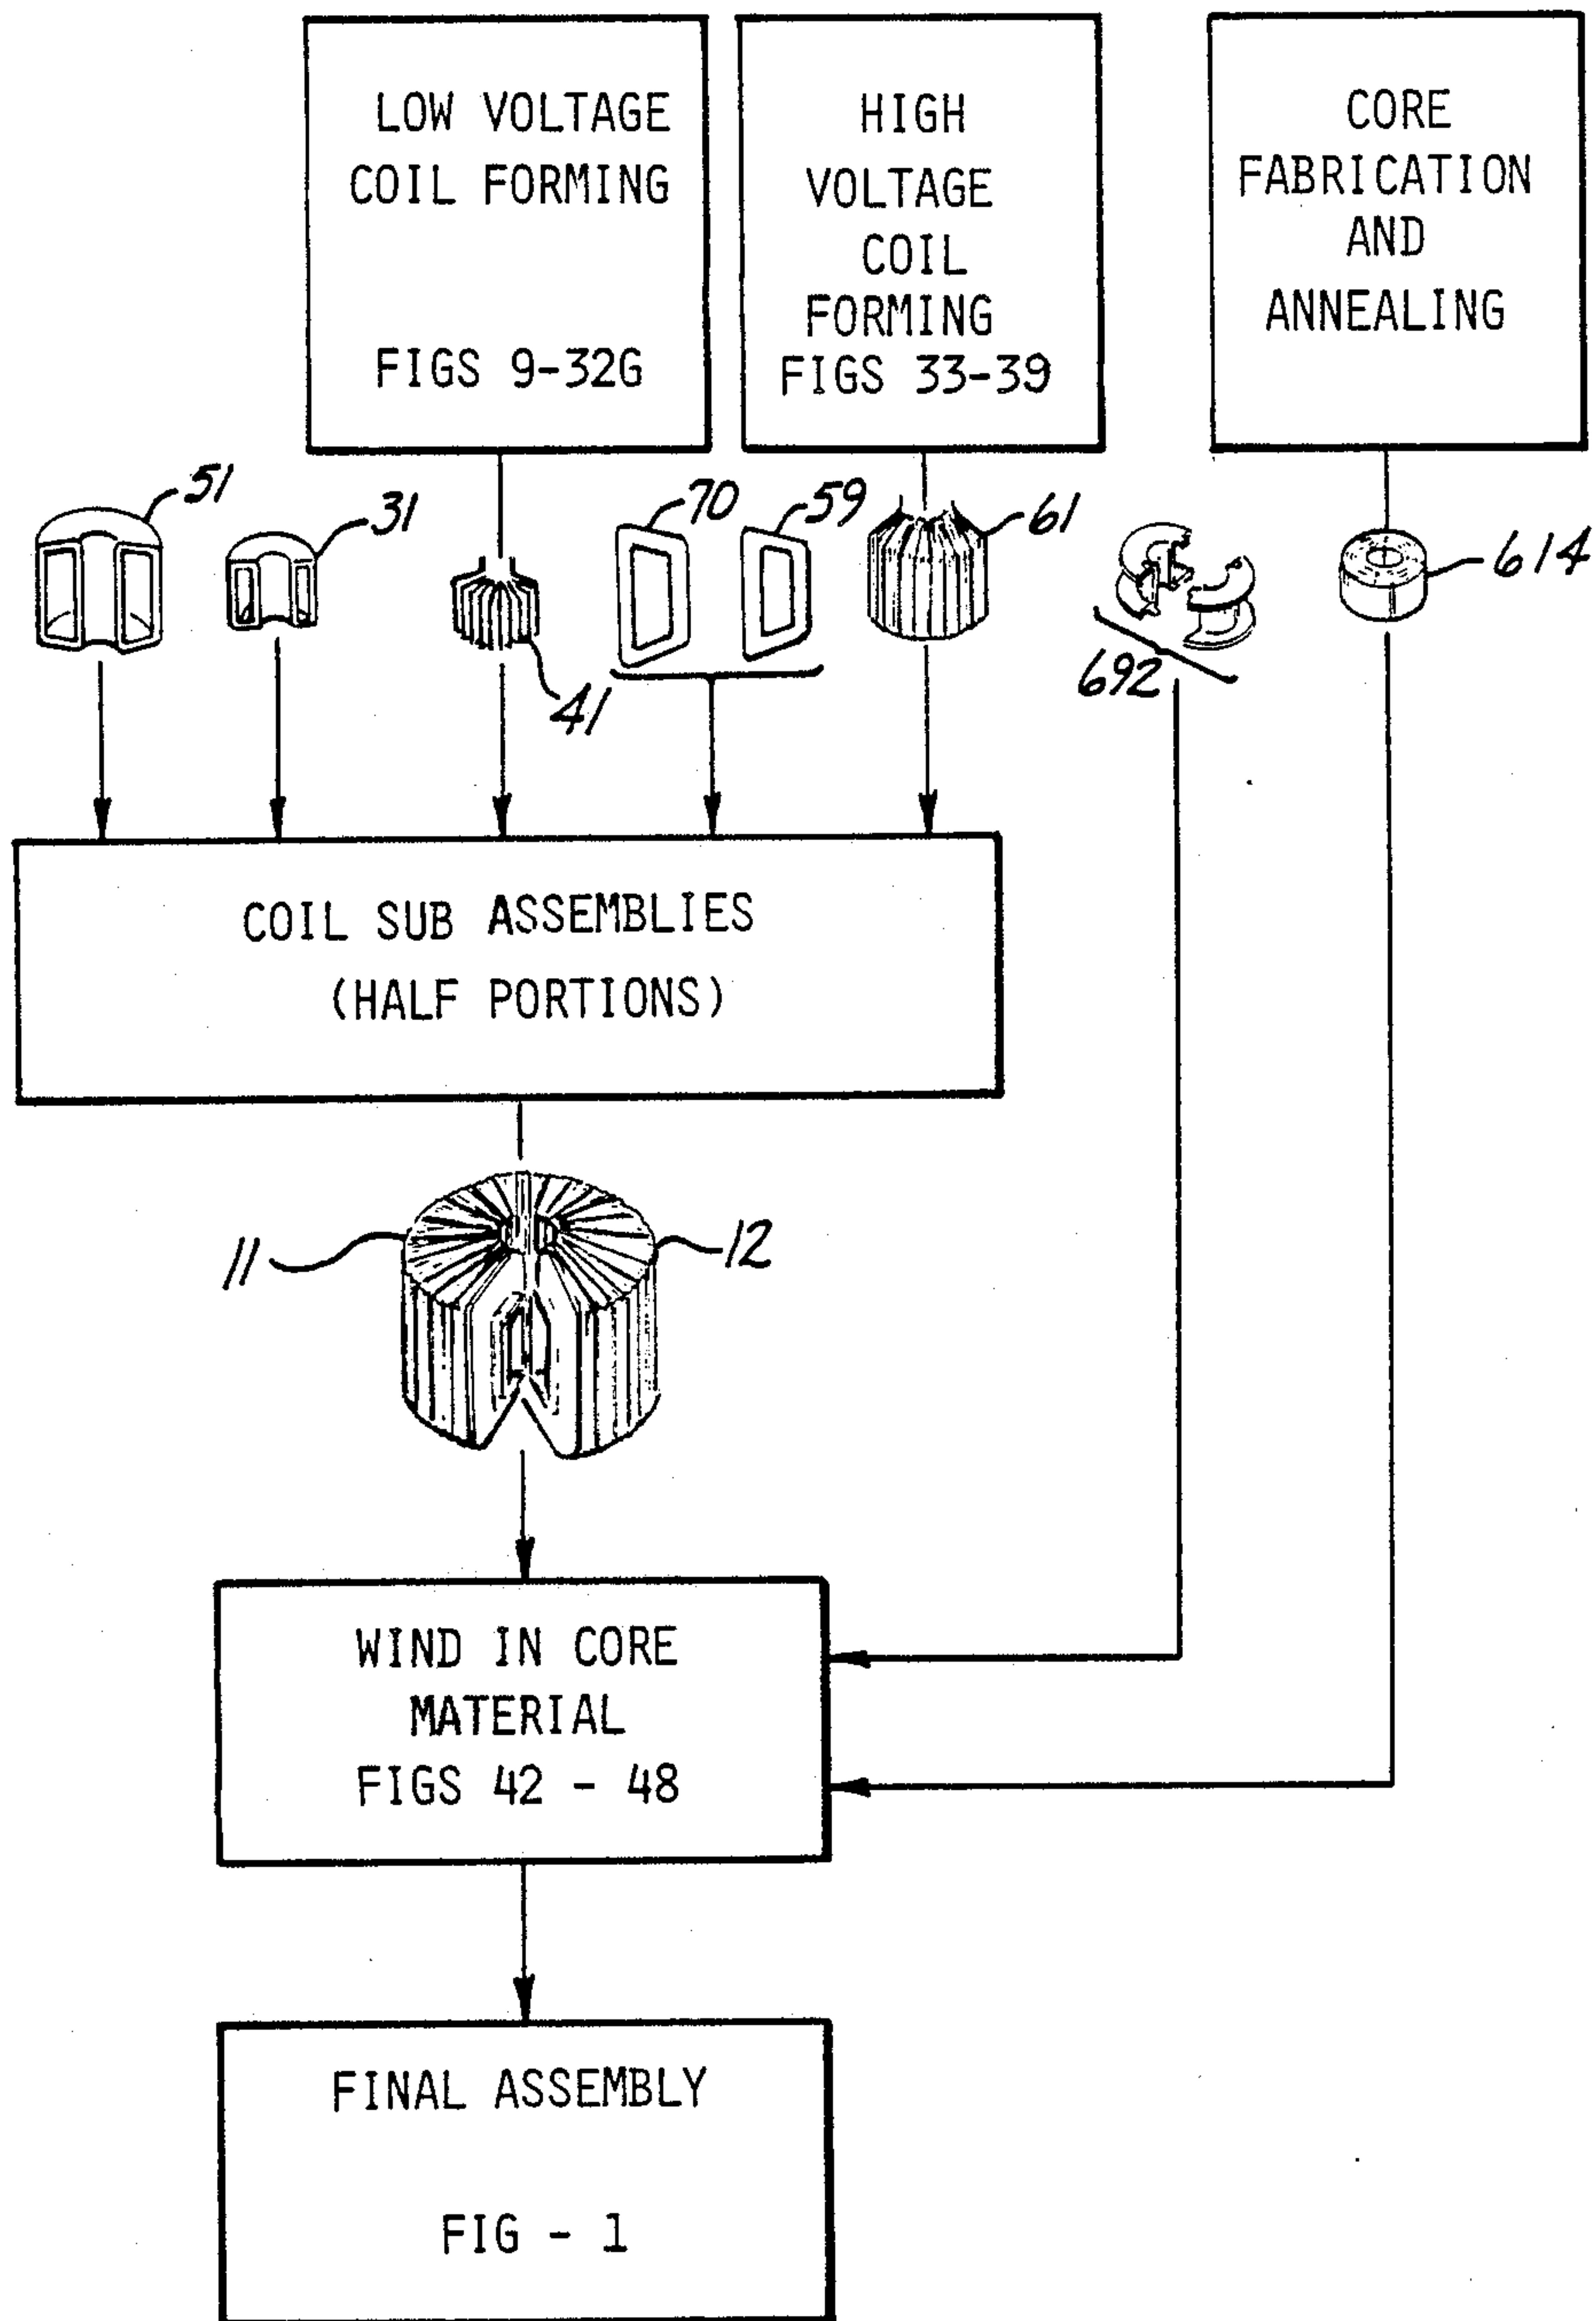 LOW VOLTAGE
COIL FORMING
FIGS 9-32G
HIGH
VOLTAGE
COIL
FORMING
FIGS 33-39
CORE
FABRICATION
AND
ANNEALING
51
31
41
70
59
61
692
614
COIL SUB ASSEMBLIES
(HALF PORTIONS)
11
12
WIND IN CORE
MATERIAL
FIGS 42 - 48
FINAL ASSEMBLY
FIG - 1